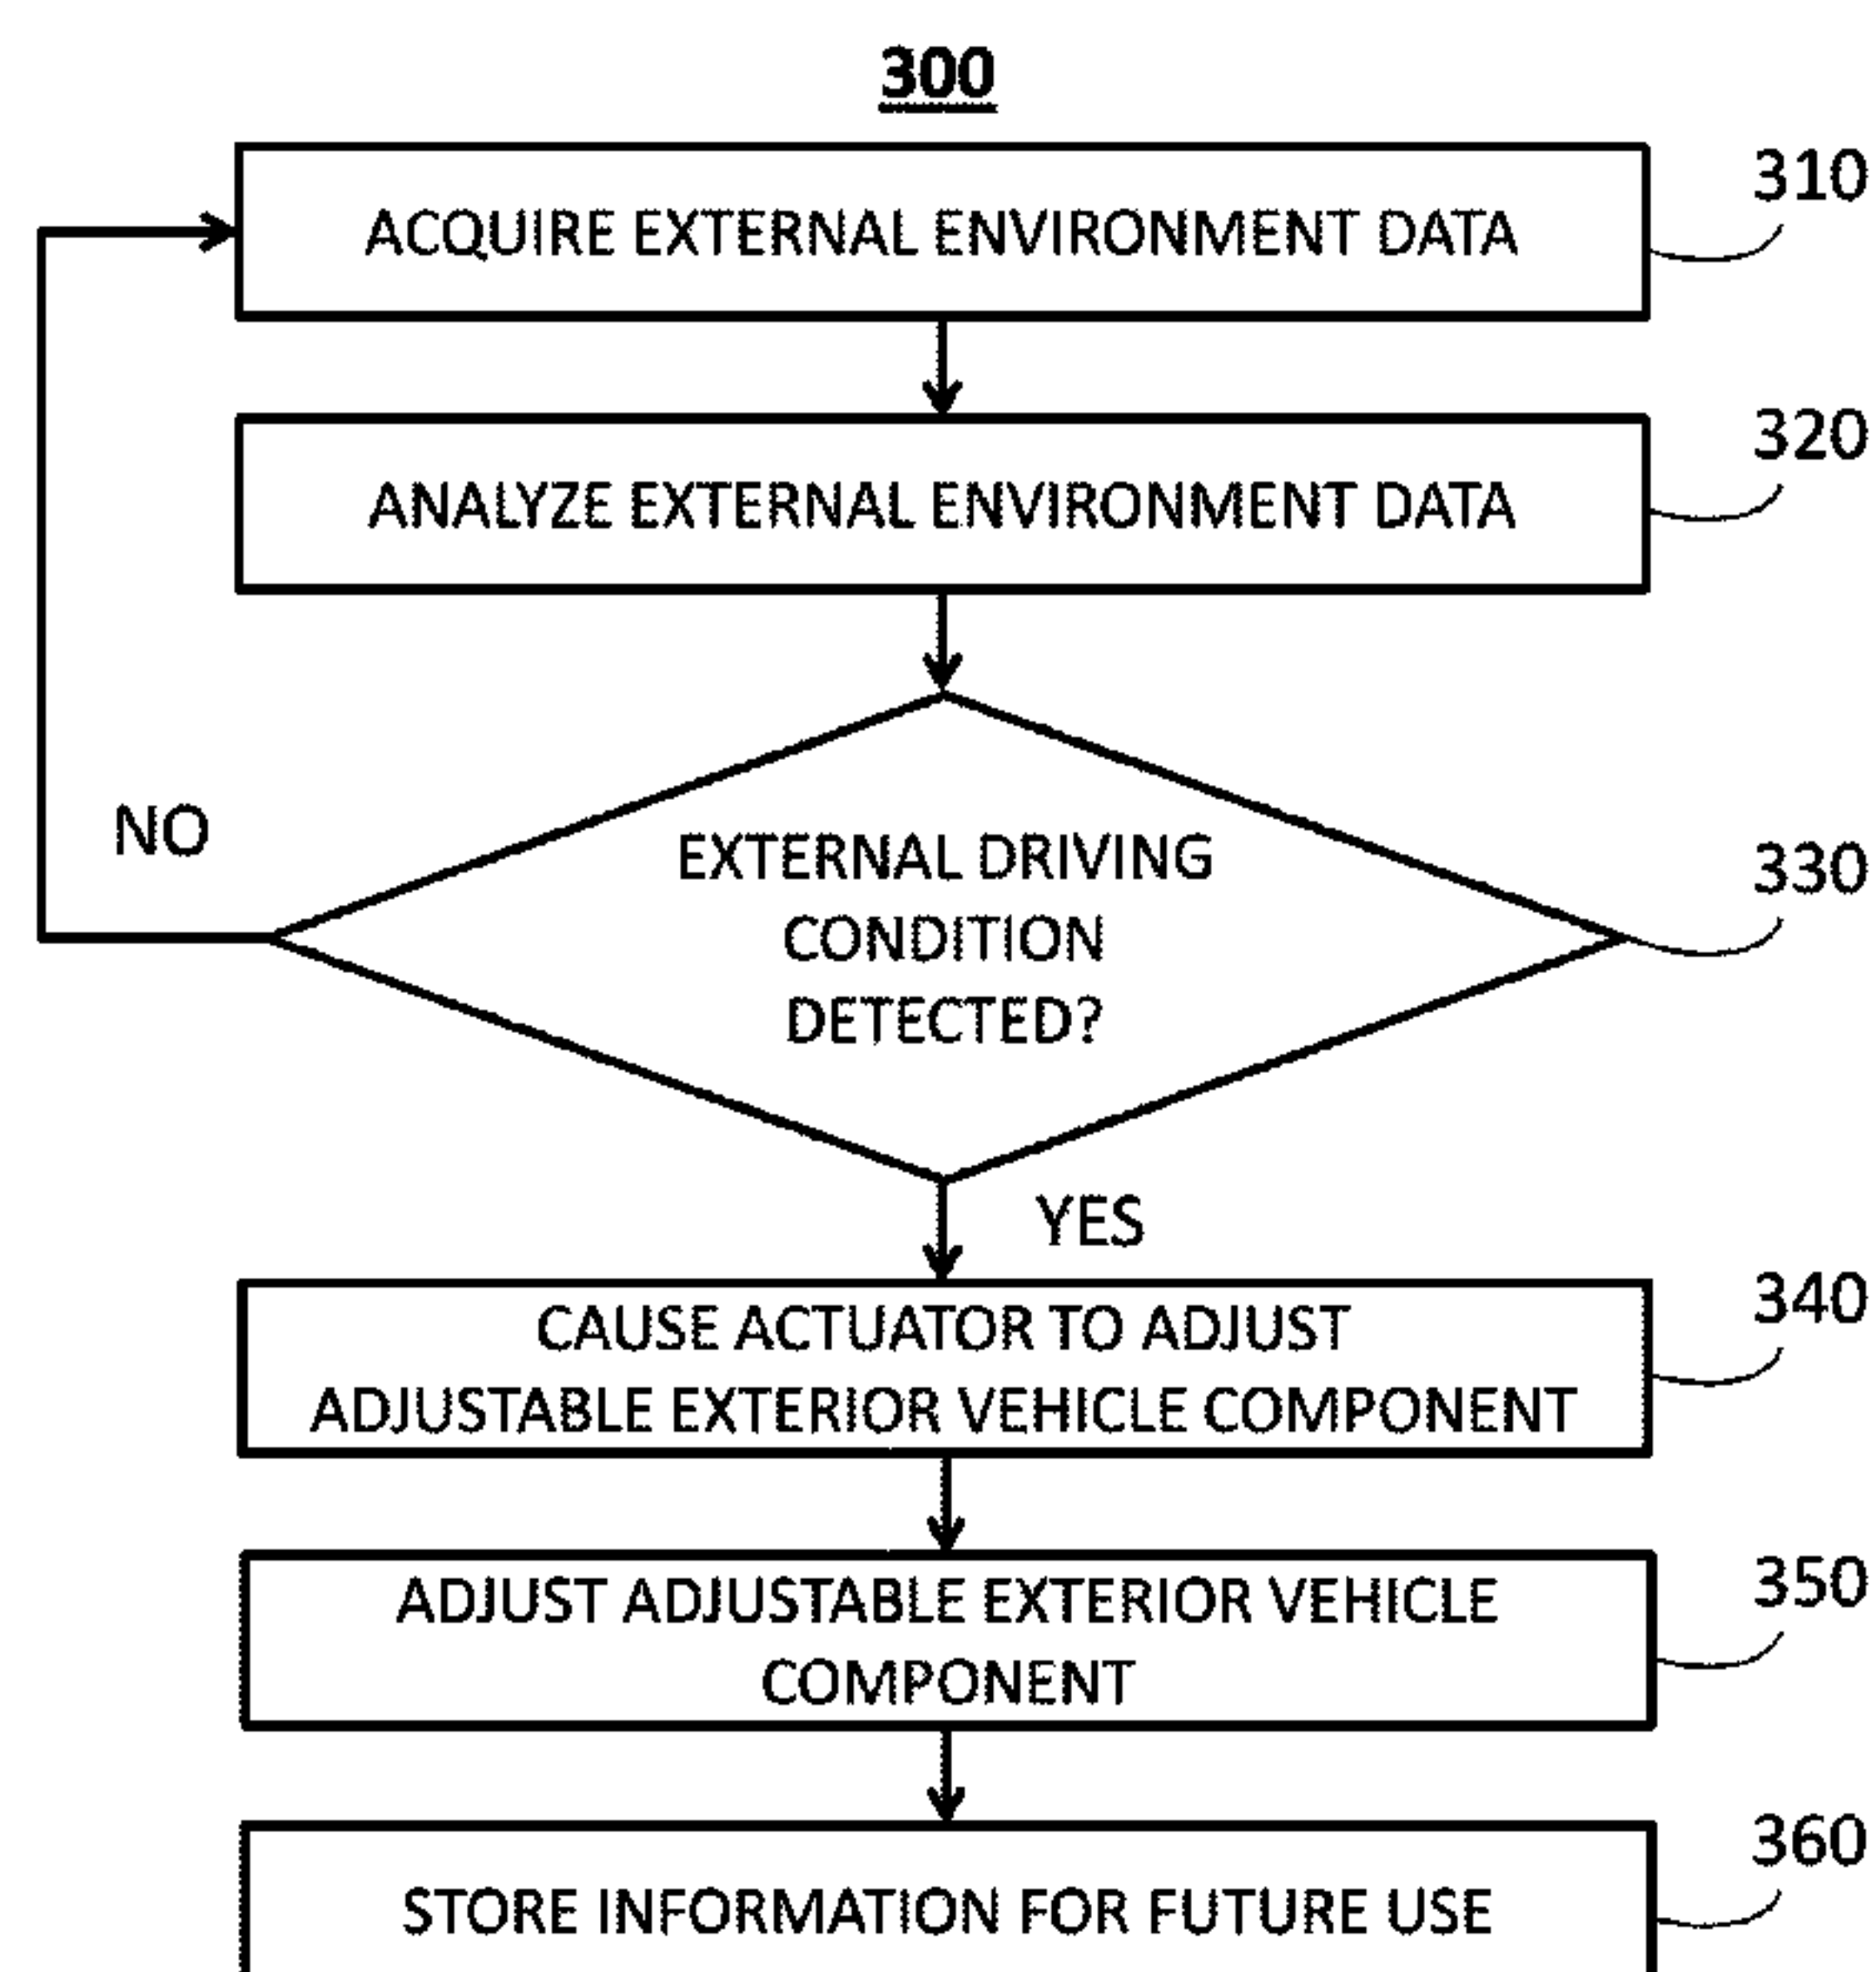 300
ACQUIRE EXTERNAL ENVIRONMENT DATA
310
ANALYZE EXTERNAL ENVIRONMENT DATA
320
NO
EXTERNAL DRIVING
CONDITION
DETECTED?
330
YES
CAUSE ACTUATOR TO ADJUST
ADJUSTABLE EXTERIOR VEHICLE COMPONENT
340
ADJUST ADJUSTABLE EXTERIOR VEHICLE
COMPONENT
350
STORE INFORMATION FOR FUTURE USE
360